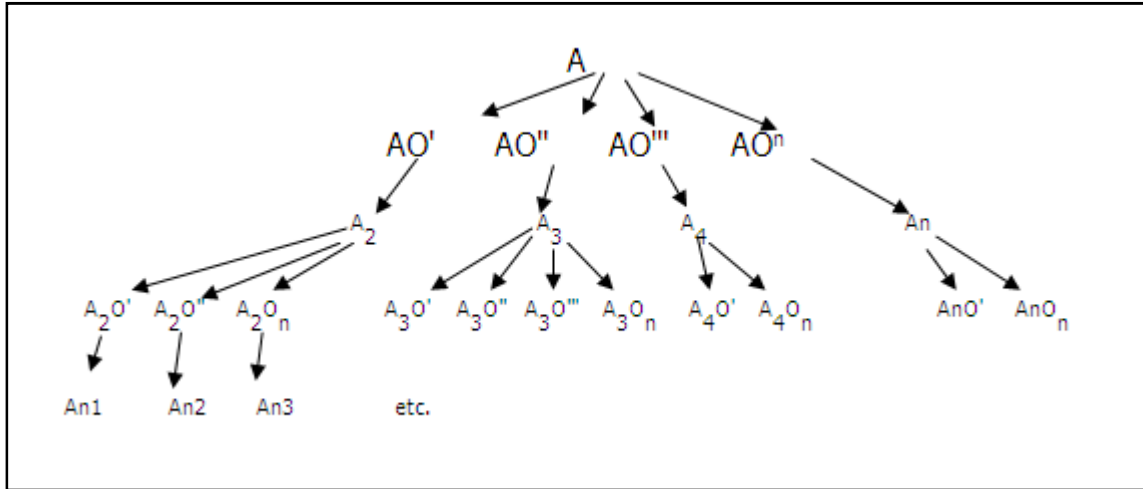 A
AO' AO" AO''' AOⁿ
A₂ A₃ A₄ An
A₂O' A₂O" A₂Oₙ A₃O' A₃O" A₃O''' A₃Oₙ A₄O' A₄Oₙ AnO' AnOₙ
An1 An2 An3 etc.